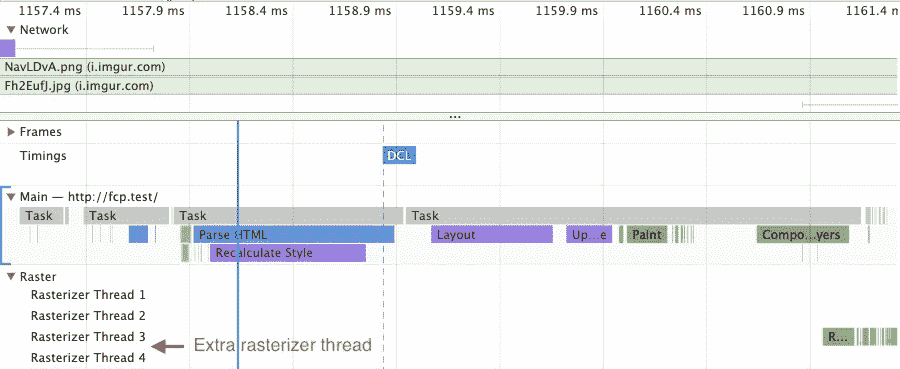 1157.4 ms 1157.9 ms 1158.4 ms 1158.9 ms 1159.4 ms 1159.9 ms 1160.4 ms 1160.9 ms 1161.4 m
Network
NavLDvA.png (i.imgur.com)
Fh2EufJ.jpg (i.imgur.com)
...
Frames
Timings DCL
Main — http://fcp.test/
Task Task Task Task
Parse HTML Layout Up...e Paint Compo...yers
Recalculate Style
Raster
Rasterizer Thread 1
Rasterizer Thread 2
Rasterizer Thread 3 R...
Extra rasterizer thread
Rasterizer Thread 4